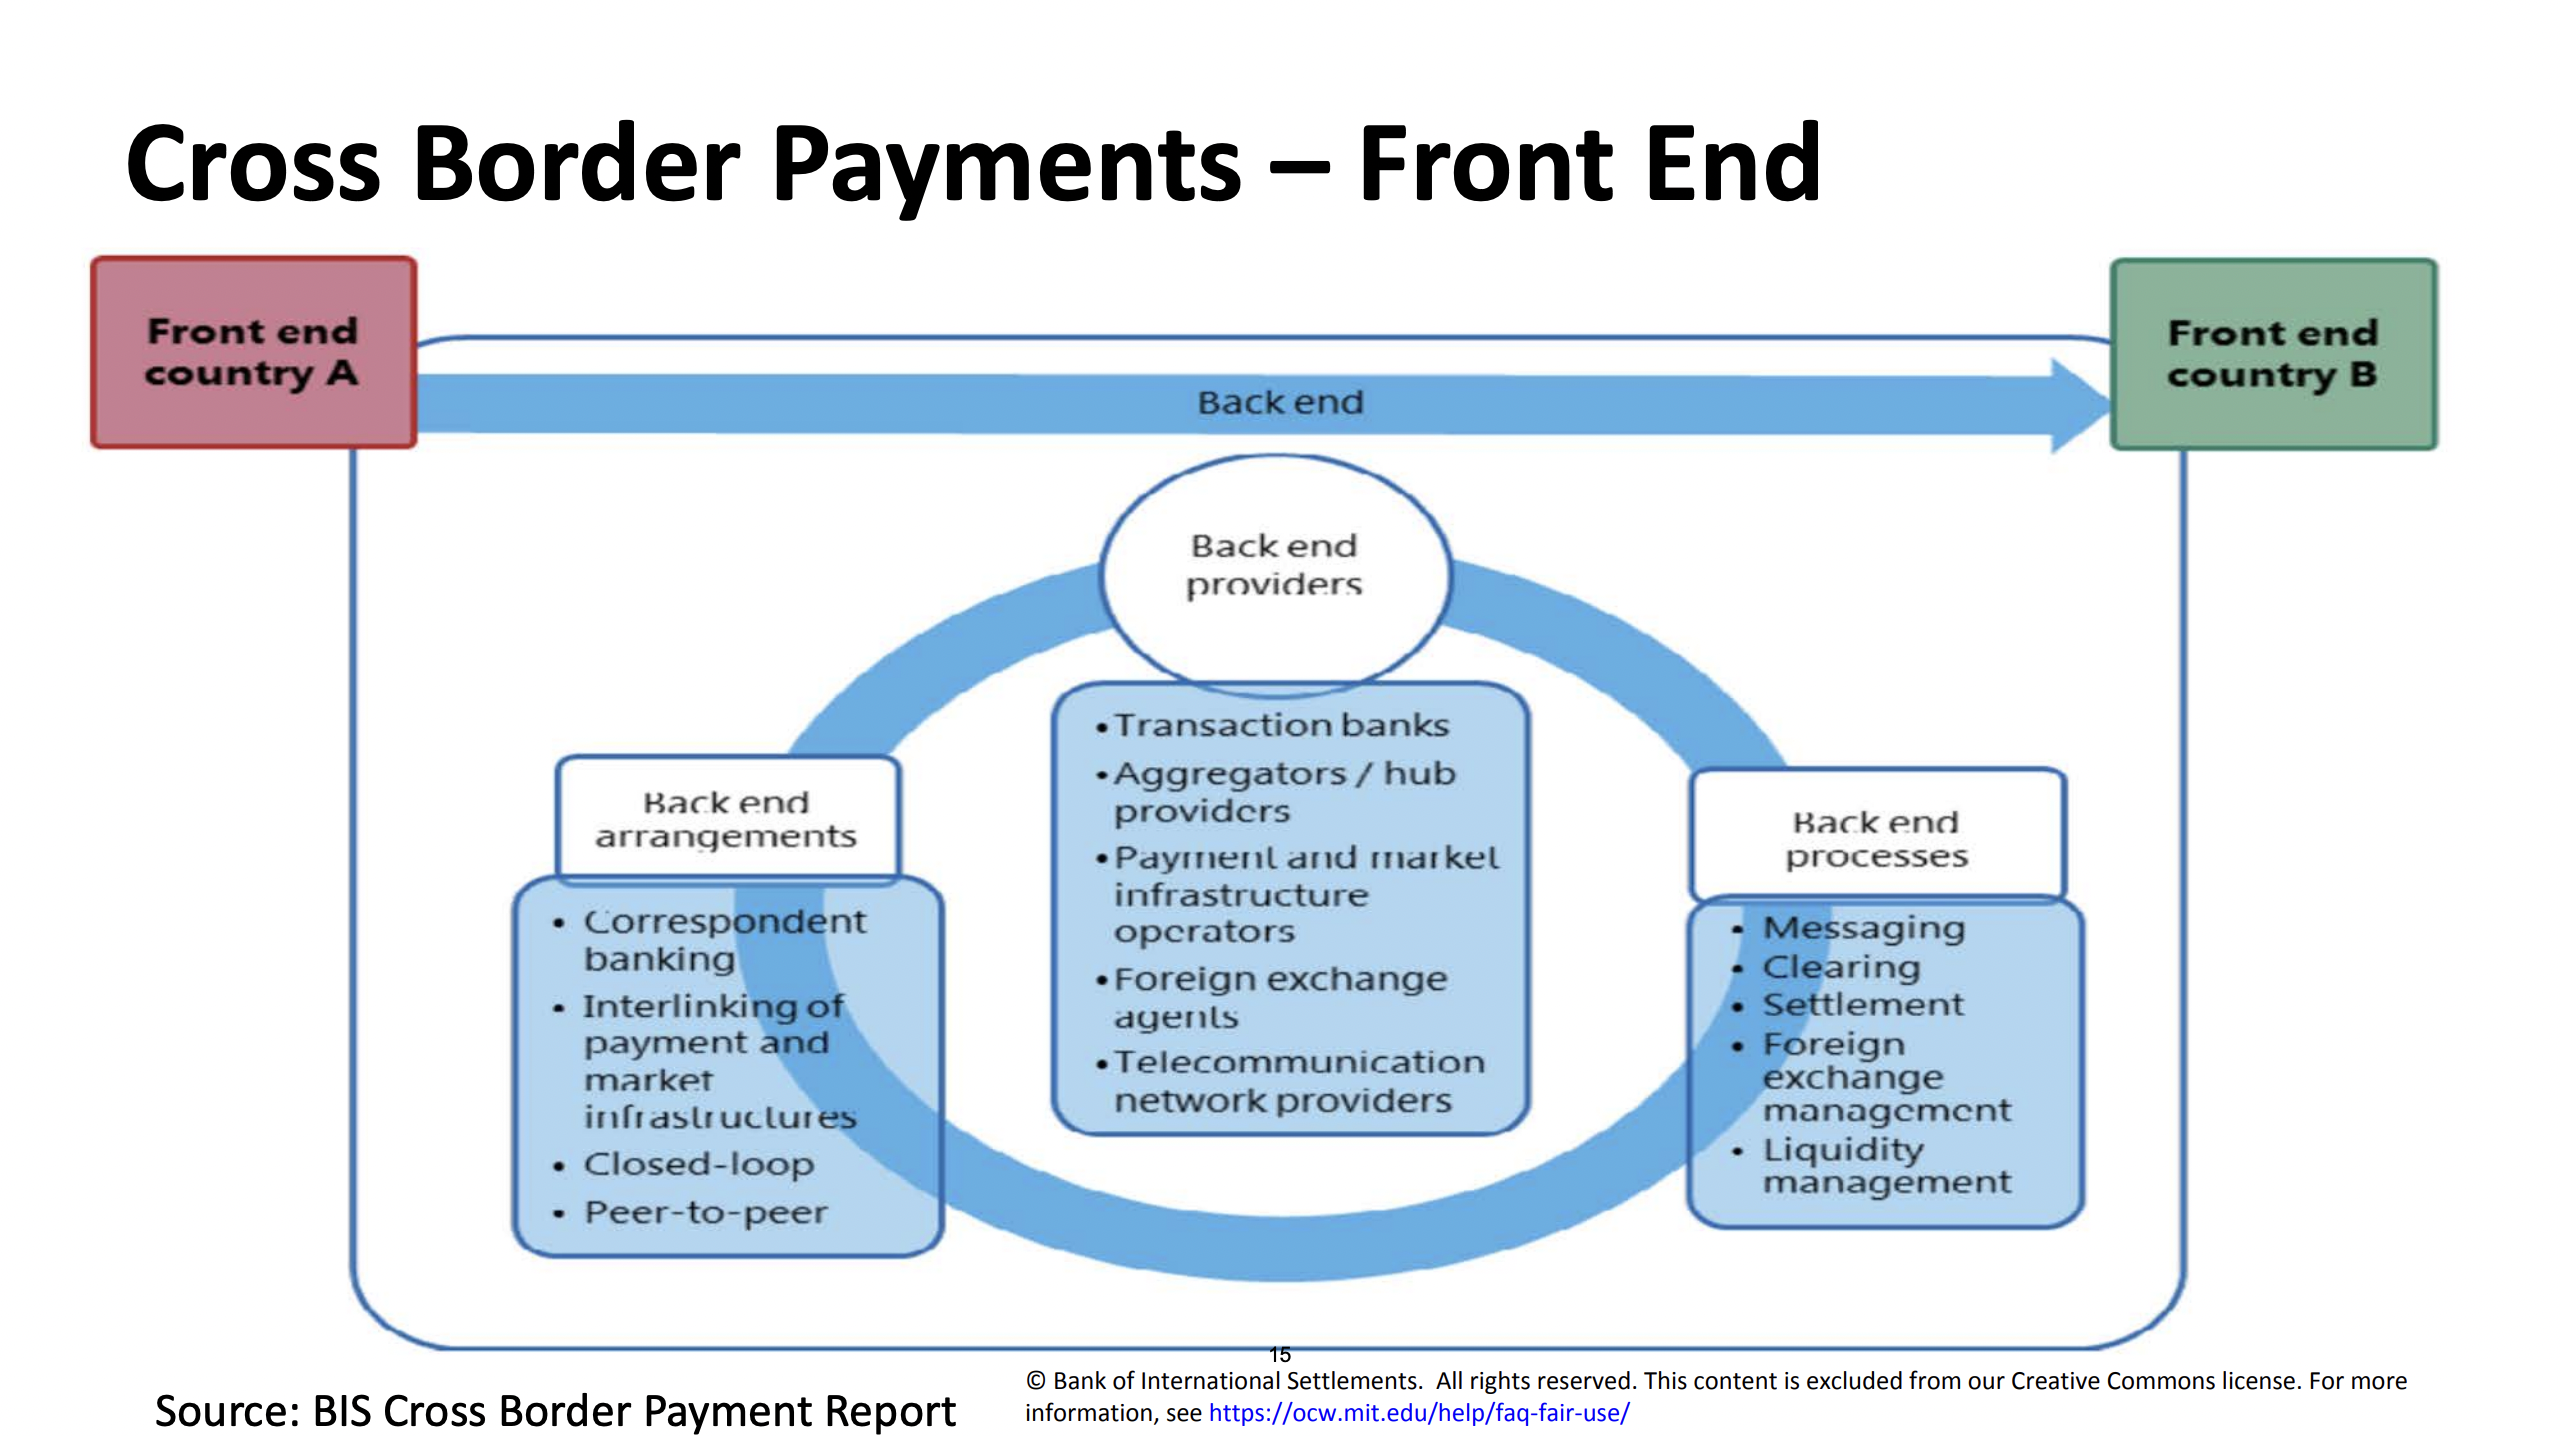 Cross Border Payments – Front End
Front end
country A
Front end
country B
Back end
Back end
providers
• Transaction banks
• Aggregators / hub
providers
• Payment and market
infrastructure
operators
• Foreign exchange
agents
• Telecommunication
network providers
Back end
arrangements
• Correspondent
banking
• Interlinking of
payment and
market
infrastructures
• Closed-loop
• Peer-to-peer
Back end
processes
• Messaging
• Clearing
• Settlement
• Foreign
exchange
management
• Liquidity
management
15
Source: BIS Cross Border Payment Report
© Bank of International Settlements. All rights reserved. This content is excluded from our Creative Commons license. For more
information, see https://ocw.mit.edu/help/faq-fair-use/